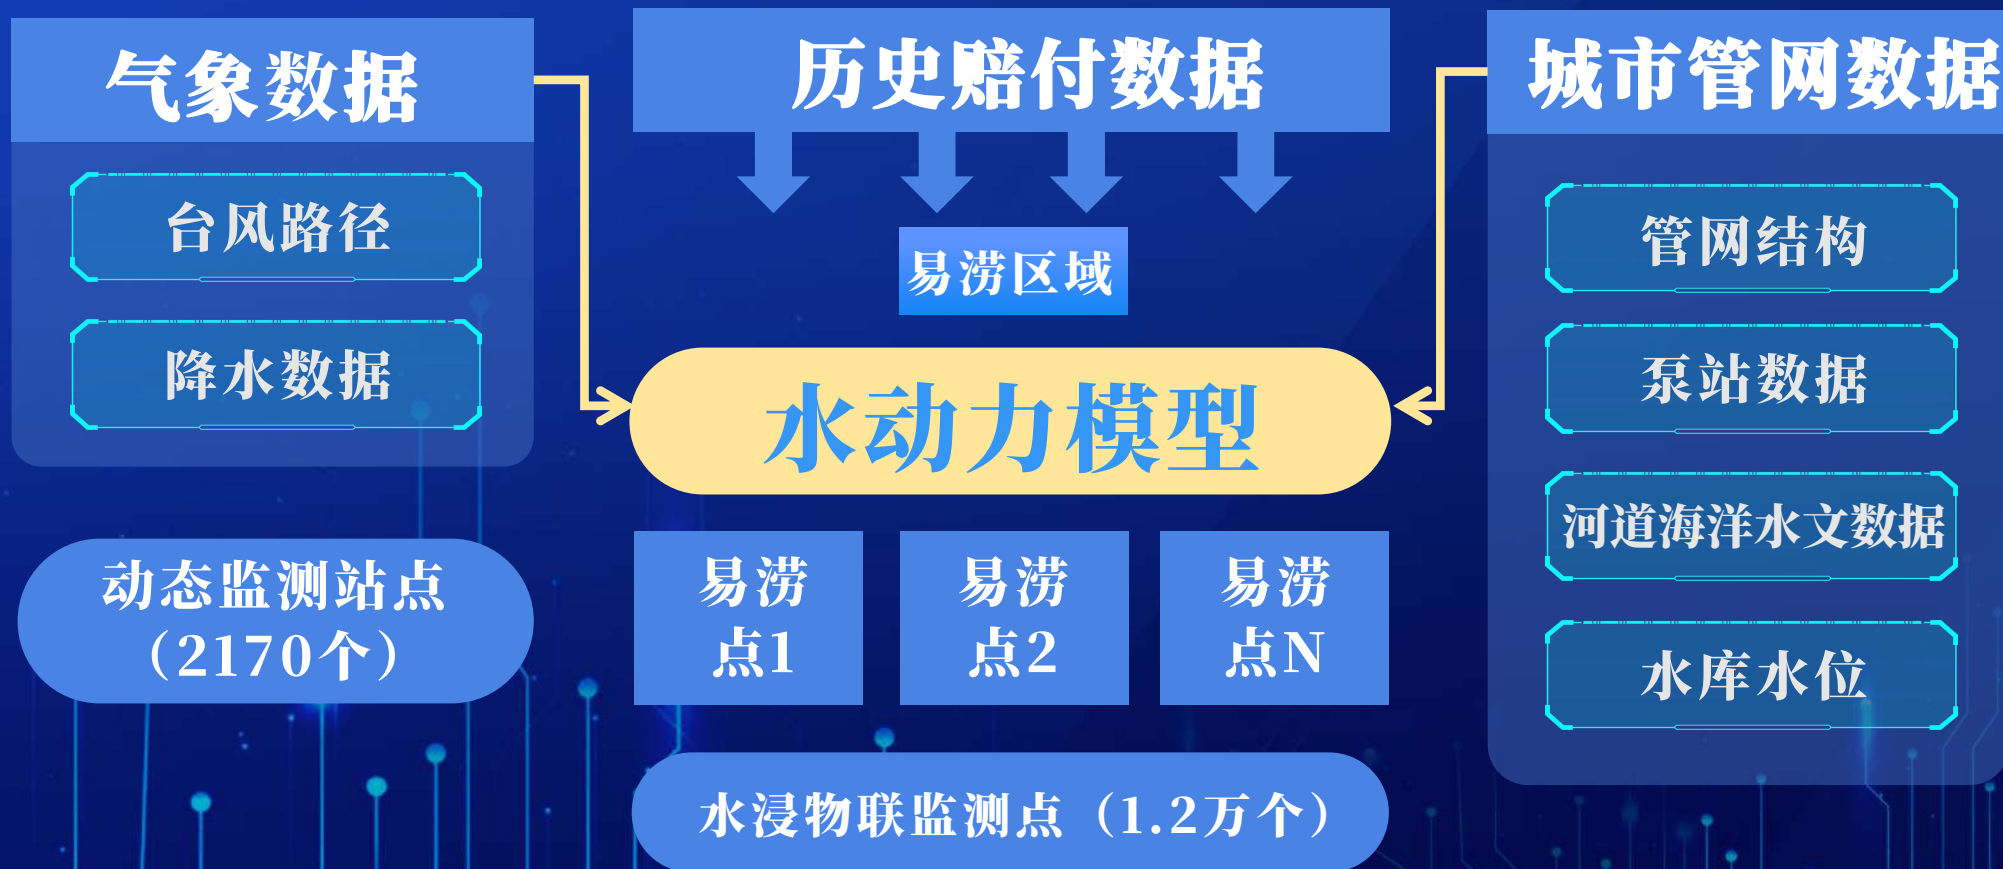 气象数据
台风路径
降水数据
动态监测站点
（2170个）
历史赔付数据
易涝区域
水动力模型
易涝
点1
易涝
点2
易涝
点N
水浸物联监测点（1.2万个）
城市管网数据
管网结构
泵站数据
河道海洋水文数据
水库水位